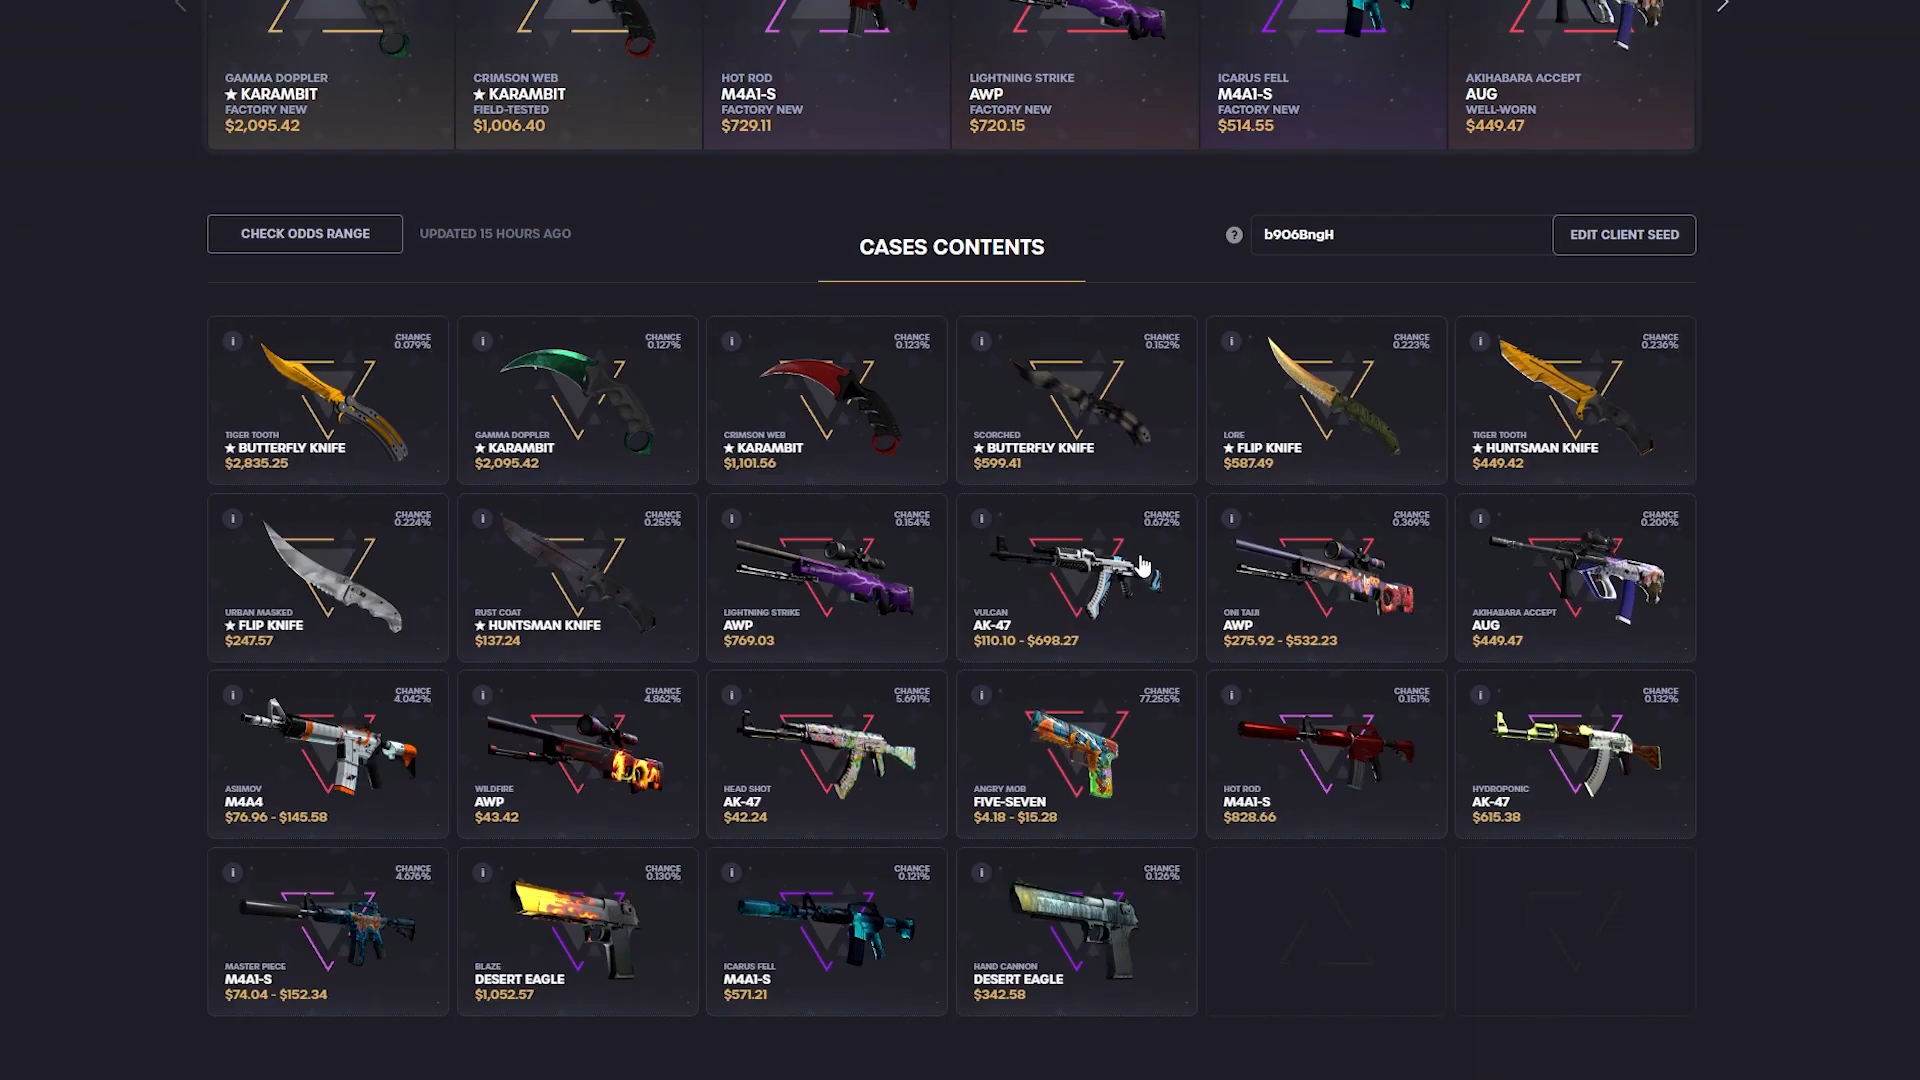 GAMMA DOPPLER
★ KARAMBIT
FACTORY NEW
$2,095.42
CRIMSON WEB
★ KARAMBIT
FIELD-TESTED
$1,006.40
HOT ROD
M4A1-S
FACTORY NEW
$729.11
LIGHTNING STRIKE
AWP
FACTORY NEW
$720.15
ICARUS FELL
M4A1-S
FACTORY NEW
$514.55
AKIHABARA ACCEPT
AUG
WELL-WORN
$449.47
CHECK ODDS RANGE
UPDATED 15 HOURS AGO
CASES CONTENTS
?
b906BngH
EDIT CLIENT SEED
i
CHANCE
0.079%
TIGER TOOTH
★ BUTTERFLY KNIFE
$2,835.25
i
CHANCE
0.127%
GAMMA DOPPLER
★ KARAMBIT
$2,095.42
i
CHANCE
0.123%
CRIMSON WEB
★ KARAMBIT
$1,101.56
i
CHANCE
0.152%
SCORCHED
★ BUTTERFLY KNIFE
$599.41
i
CHANCE
0.223%
LORE
★ FLIP KNIFE
$587.49
i
CHANCE
0.236%
TIGER TOOTH
★ HUNTSMAN KNIFE
$449.42
i
CHANCE
0.224%
URBAN MASKED
★ FLIP KNIFE
$247.57
i
CHANCE
0.255%
RUST COAT
★ HUNTSMAN KNIFE
$137.24
i
CHANCE
0.154%
LIGHTNING STRIKE
AWP
$769.03
i
CHANCE
0.672%
VULCAN
AK-47
$110.10 - $698.27
i
CHANCE
0.369%
ONI TAIJI
AWP
$275.92 - $532.23
i
CHANCE
0.200%
AKIHABARA ACCEPT
AUG
$449.47
i
CHANCE
4.042%
ASIIMOV
M4A4
$76.96 - $145.58
i
CHANCE
4.862%
WILDFIRE
AWP
$43.42
i
CHANCE
5.691%
HEAD SHOT
AK-47
$42.24
i
CHANCE
77.255%
ANGRY MOB
FIVE-SEVEN
$4.18 - $15.28
i
CHANCE
0.151%
HOT ROD
M4A1-S
$828.66
i
CHANCE
0.132%
HYDROPONIC
AK-47
$615.38
i
CHANCE
4.676%
MASTER PIECE
M4A1-S
$74.04 - $152.34
i
CHANCE
0.130%
BLAZE
DESERT EAGLE
$1,052.57
i
CHANCE
0.121%
ICARUS FELL
M4A1-S
$571.21
i
CHANCE
0.126%
HAND CANNON
DESERT EAGLE
$342.58